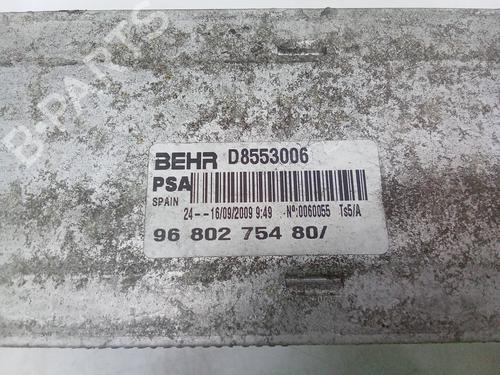 B-PARTS
BEHR D8553006
PSA
SPAIN
24--16/09/2009 9:49 Nº:0060055 Ts5/A
96 802 754 80/